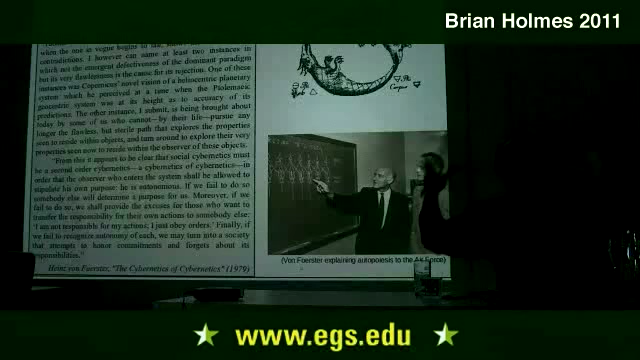 Brian Holmes 2011
when the one in vogue begins to fail, shows
contradictions. I however can name at least two instances in
which not the emergent defectiveness of the dominant paradigm
but its very flawlessness is the cause for its rejection. One of these
instances was Copernicus' novel vision of a heliocentric planetary
system which he perceived at a time when the Ptolemaic
geocentric system was at its height as to accuracy of its
predictions. The other instance, I submit, is being brought about
today by some of us who cannot—by their life—pursue any
longer the flawless, but sterile path that explores the properties
seen to reside within objects, and turn around to explore their very
properties seen now to reside within the observer of these objects.
"From this it appears to be clear that social cybernetics must
be a second order cybernetics—a cybernetics of cybernetics—in
order that the observer who enters the system shall be allowed to
stipulate his own purpose: he is autonomous. If we fail to do so
somebody else will determine a purpose for us. Moreover, if we
fail to do so, we shall provide the excuses for those who want to
transfer the responsibility for their own actions to somebody else:
'I am not responsible for my actions; I just obey orders.' Finally, if
we fail to recognize autonomy of each, we may turn into a society
that attempts to honor commitments and forgets about its
responsibilities."
Heinz von Foerster, "The Cybernetics of Cybernetics" (1979)
(Von Foerster explaining autopoiesis to the Air Force)
www.egs.edu